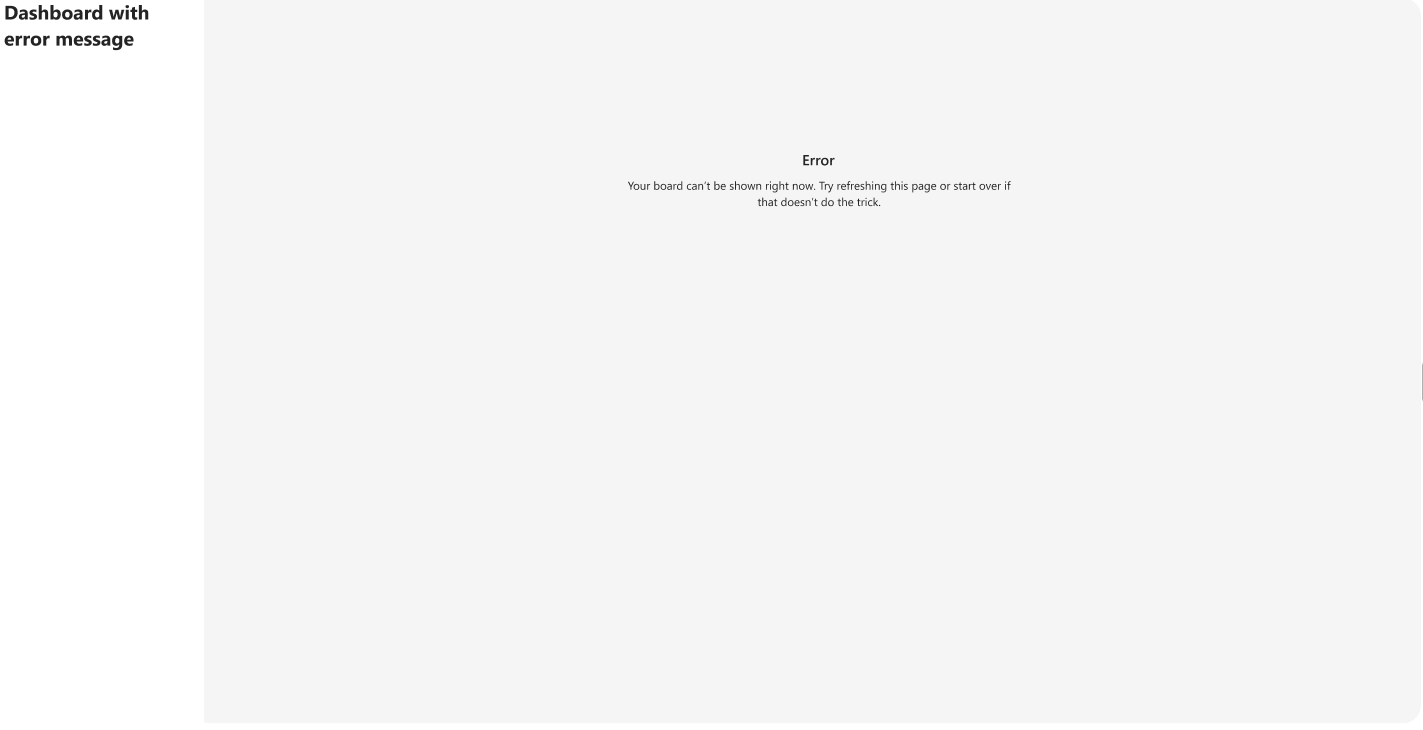 Dashboard with
error message
Error
Your board can’t be shown right now. Try refreshing this page or start over if
that doesn’t do the trick.